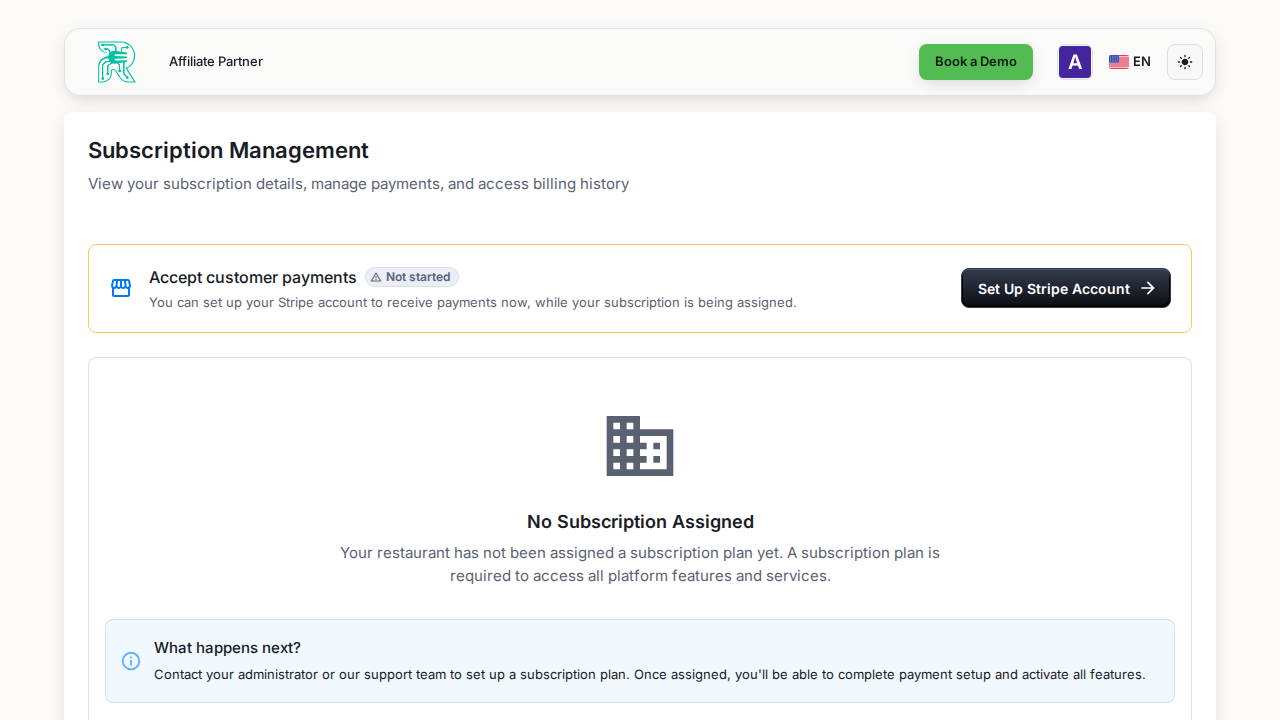 Affiliate Partner
Book a Demo
A
EN
Subscription Management
View your subscription details, manage payments, and access billing history
Accept customer payments
Not started
You can set up your Stripe account to receive payments now, while your subscription is being assigned.
Set Up Stripe Account
No Subscription Assigned
Your restaurant has not been assigned a subscription plan yet. A subscription plan is
required to access all platform features and services.
What happens next?
Contact your administrator or our support team to set up a subscription plan. Once assigned, you'll be able to complete payment setup and activate all features.